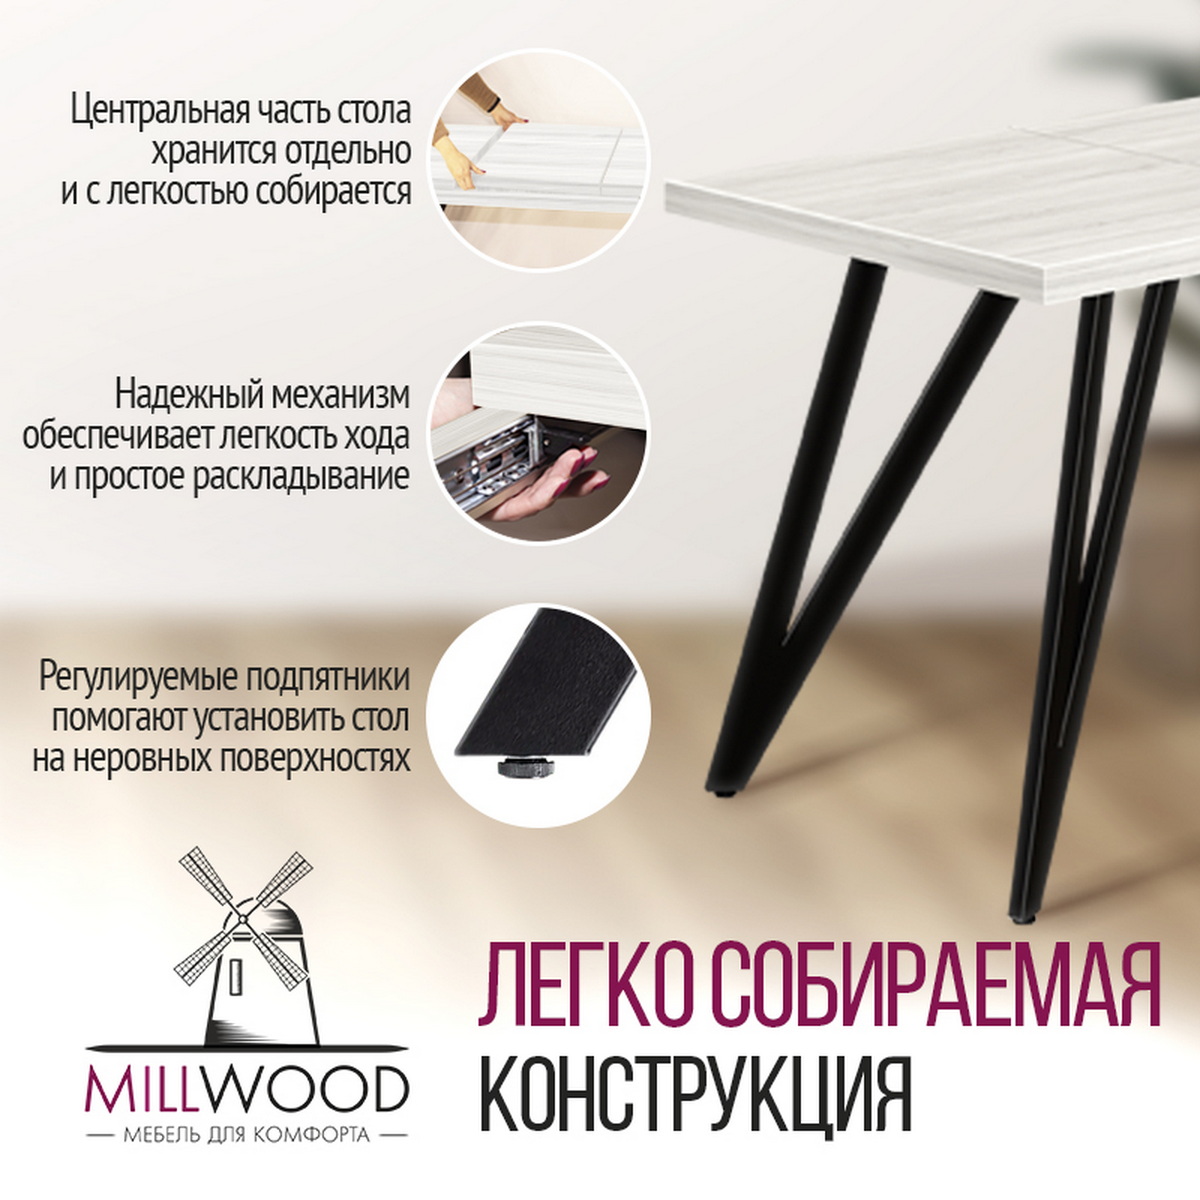 Центральная часть стола
хранится отдельно
и с легкостью собирается
Надежный механизм
обеспечивает легкость хода
и простое раскладывание
Регулируемые подпятники
помогают установить стол
на неровных поверхностях
MILLWOOD
— МЕБЕЛЬ ДЛЯ КОМФОРТА —
ЛЕГКО СОБИРАЕМАЯ
КОНСТРУКЦИЯ